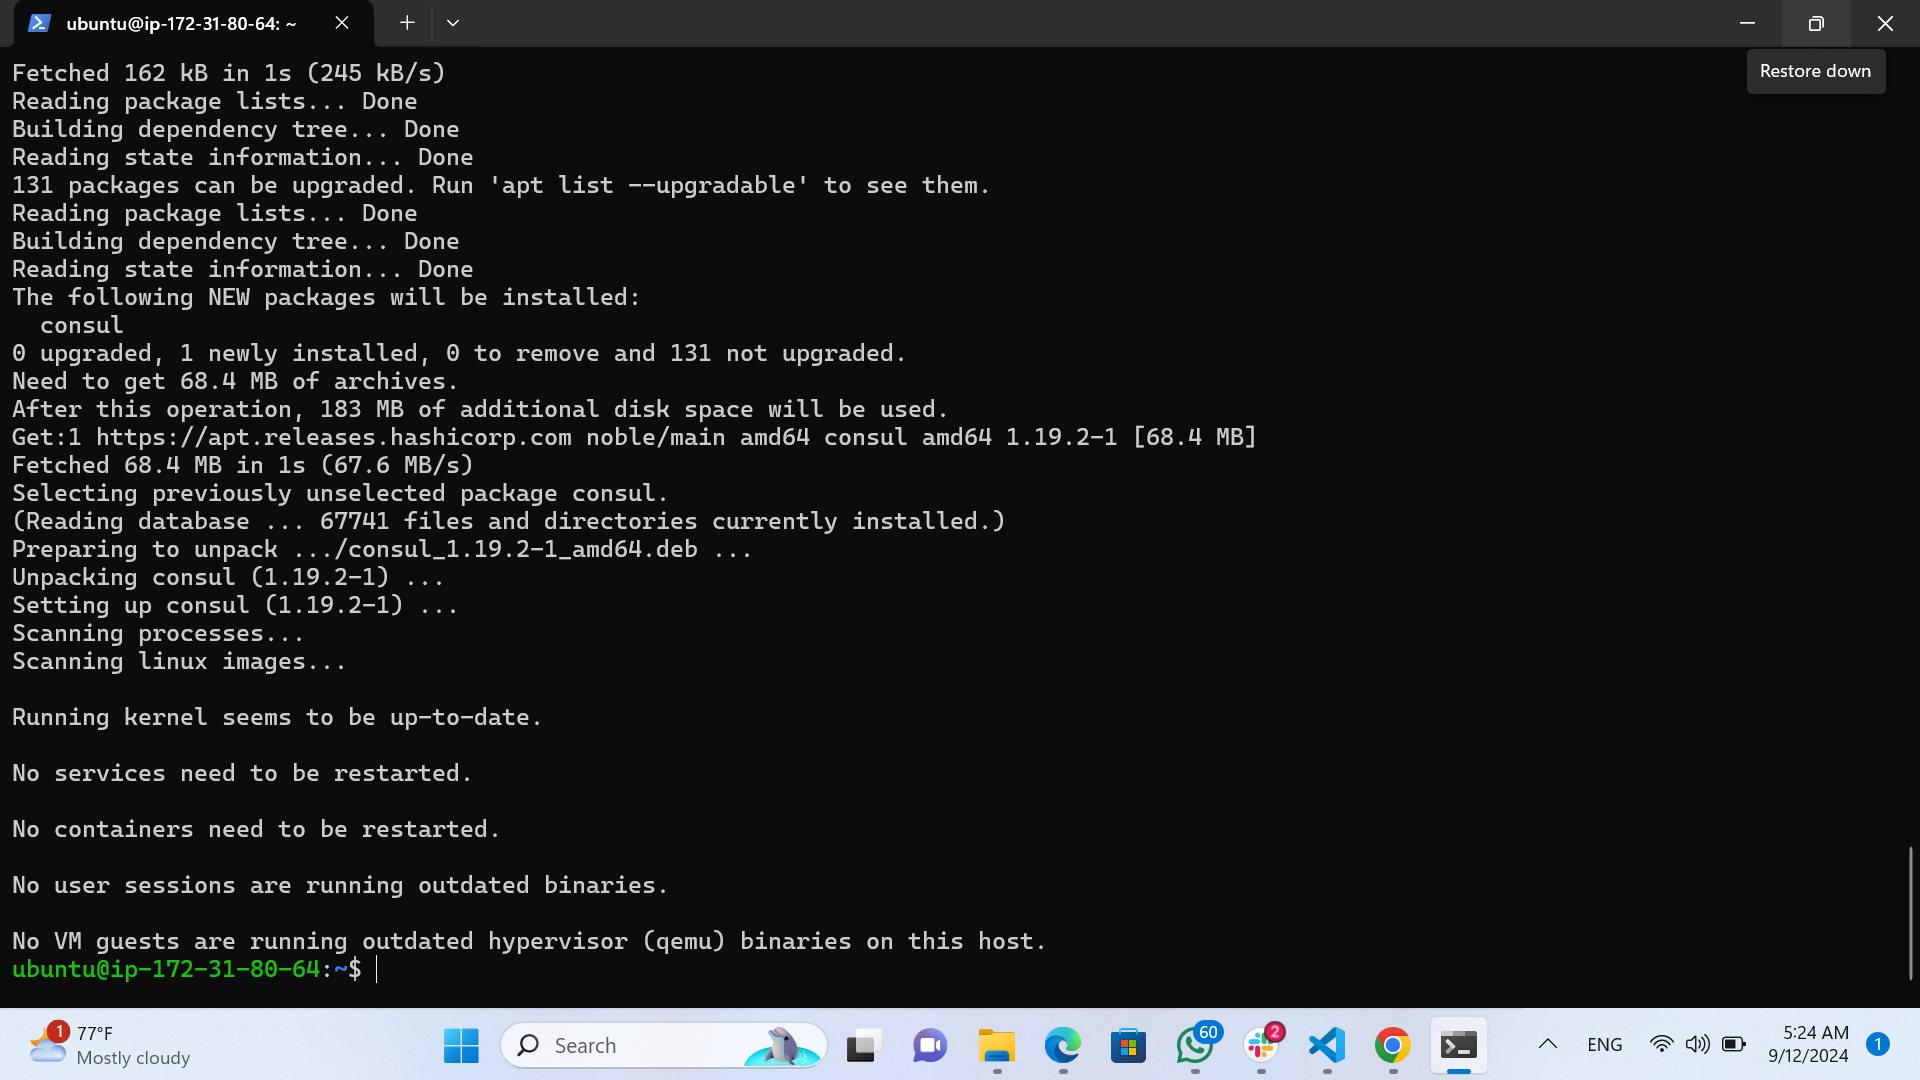 ubuntu@ip-172-31-80-64: ~
Restore down
Fetched 162 kB in 1s (245 kB/s)
Reading package lists... Done
Building dependency tree... Done
Reading state information... Done
131 packages can be upgraded. Run 'apt list --upgradable' to see them.
Reading package lists... Done
Building dependency tree... Done
Reading state information... Done
The following NEW packages will be installed:
  consul
0 upgraded, 1 newly installed, 0 to remove and 131 not upgraded.
Need to get 68.4 MB of archives.
After this operation, 183 MB of additional disk space will be used.
Get:1 https://apt.releases.hashicorp.com noble/main amd64 consul amd64 1.19.2-1 [68.4 MB]
Fetched 68.4 MB in 1s (67.6 MB/s)
Selecting previously unselected package consul.
(Reading database ... 67741 files and directories currently installed.)
Preparing to unpack .../consul_1.19.2-1_amd64.deb ...
Unpacking consul (1.19.2-1) ...
Setting up consul (1.19.2-1) ...
Scanning processes...
Scanning linux images...
Running kernel seems to be up-to-date.
No services need to be restarted.
No containers need to be restarted.
No user sessions are running outdated binaries.
No VM guests are running outdated hypervisor (qemu) binaries on this host.
ubuntu@ip-172-31-80-64:~$
1
77°F
Mostly cloudy
Search
60
2
ENG
5:24 AM
9/12/2024
1